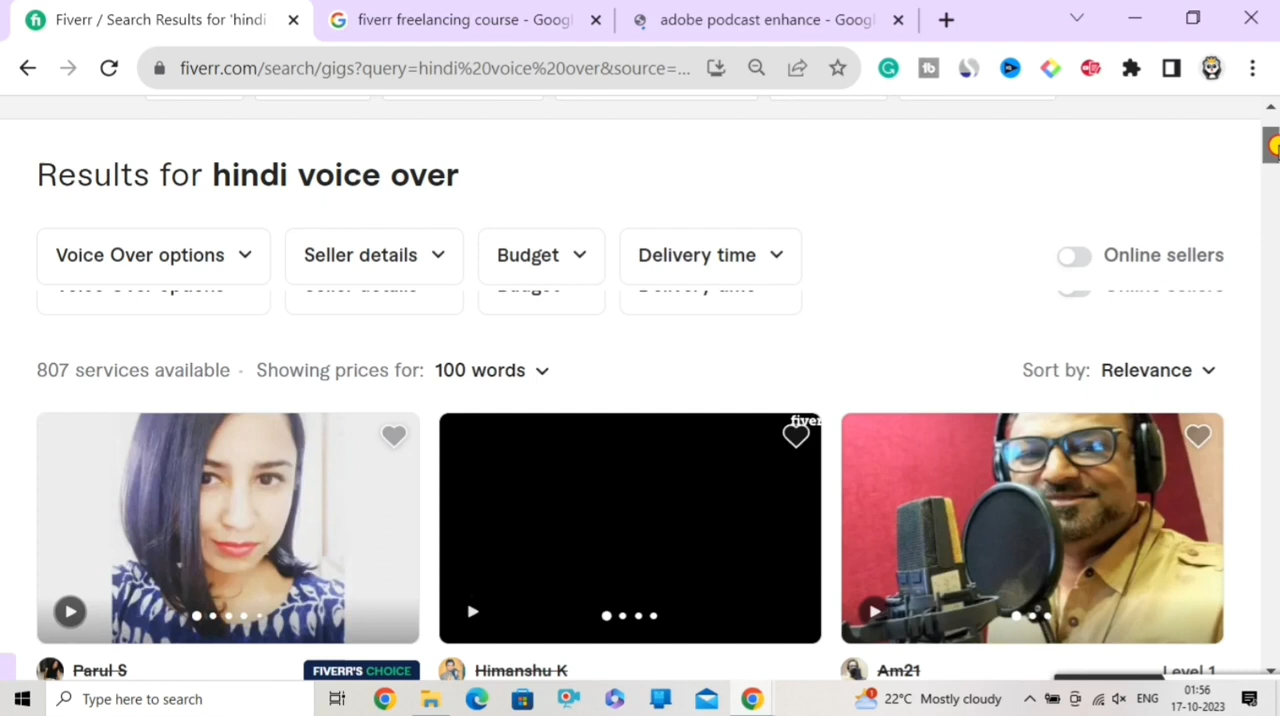 Fiverr / Search Results for 'hindi
fiverr freelancing course - Goog
adobe podcast enhance - Goog
fiverr.com/search/gigs?query=hindi%20voice%20over&source=...
Results for hindi voice over
Voice Over options
Seller details
Budget
Delivery time
Online sellers
807 services available
Showing prices for: 100 words
Sort by: Relevance
fiver
Parul S
FIVERR'S CHOICE
Himanshu K
Am21
Level 1
Type here to search
22°C Mostly cloudy
ENG
01:56
17-10-2023